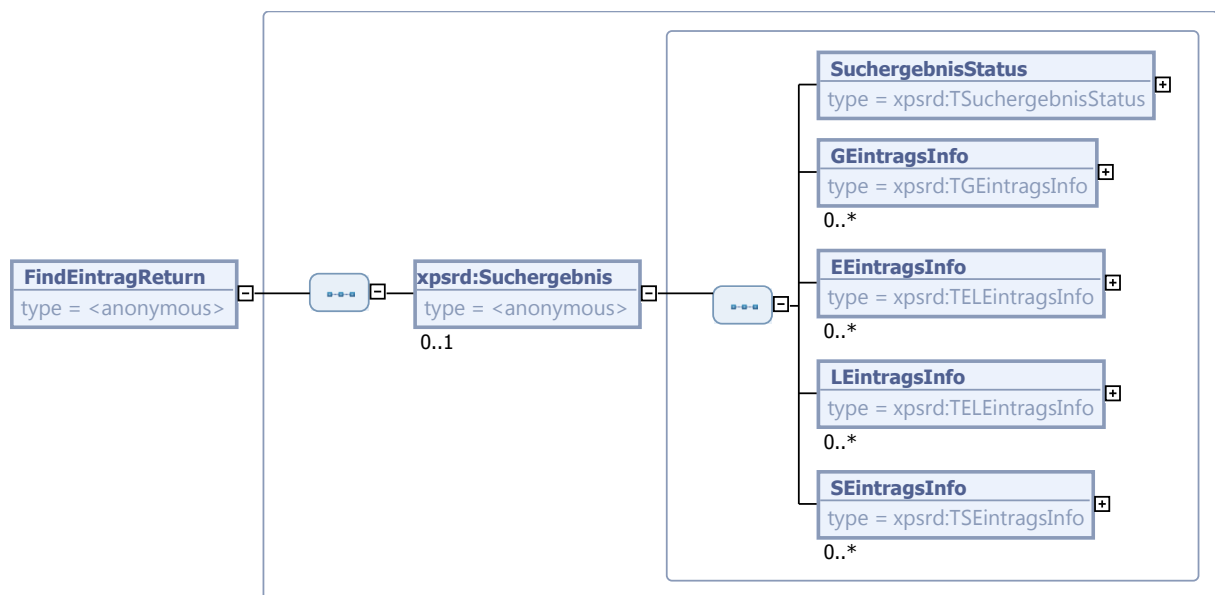 FindEintragReturn
type = <anonymous>
xpsrd:Suchergebnis
type = <anonymous>
0..1
SuchergebnisStatus
type = xpsrd:TSuchergebnisStatus
GEintragsInfo
type = xpsrd:TGEintragsInfo
0..*
EEintragsInfo
type = xpsrd:TELEintragsInfo
0..*
LEintragsInfo
type = xpsrd:TELEintragsInfo
0..*
SEintragsInfo
type = xpsrd:TSEintragsInfo
0..*